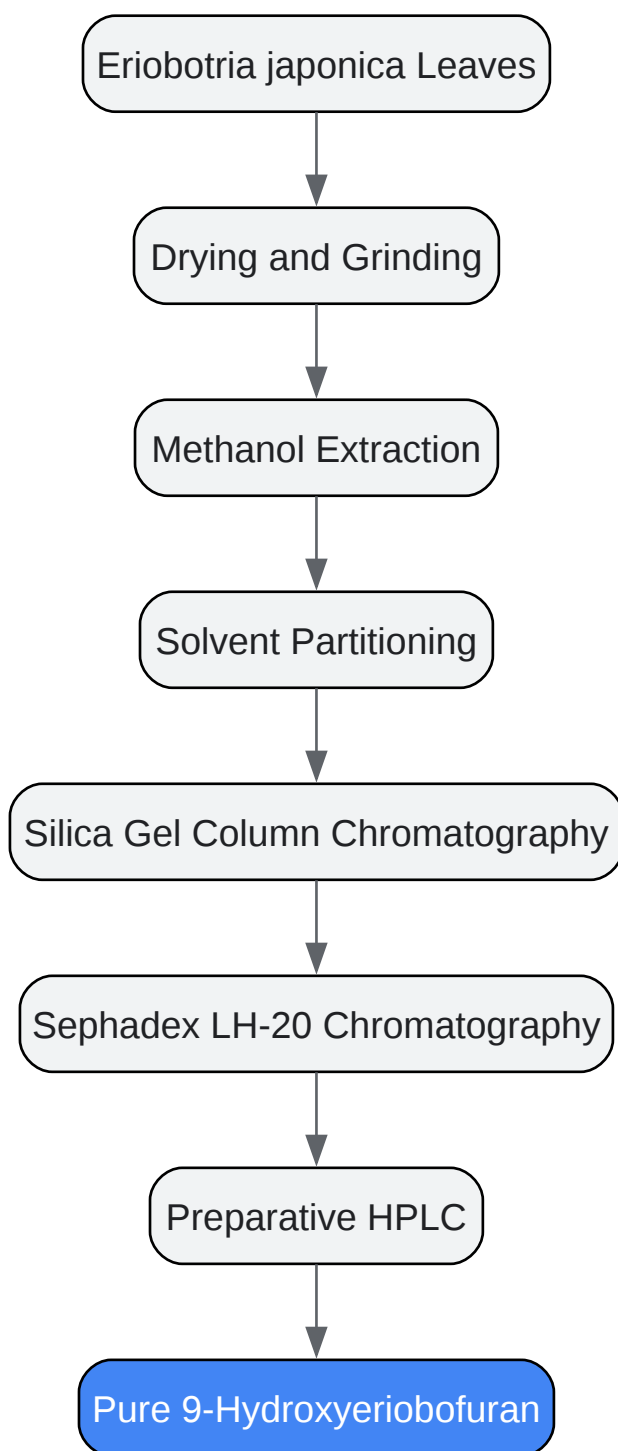 Eriobotria japonica Leaves
Drying and Grinding
Methanol Extraction
Solvent Partitioning
Silica Gel Column Chromatography
Sephadex LH-20 Chromatography
Preparative HPLC
Pure 9-Hydroxyeriobofuran